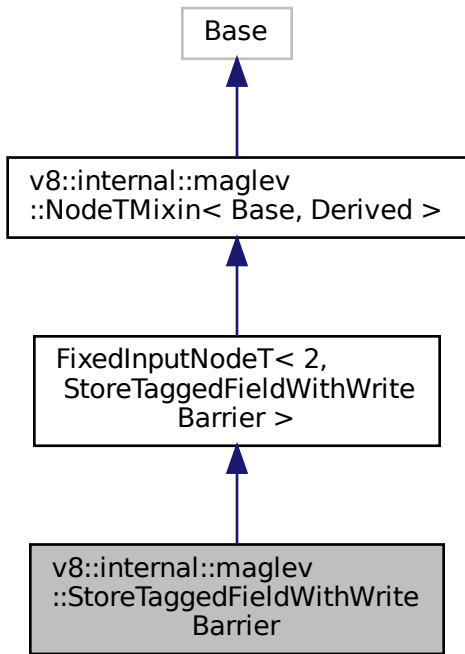 Base
v8::internal::maglev
::NodeTMixin< Base, Derived >
FixedInputNodeT< 2,
StoreTaggedFieldWithWrite
Barrier >
v8::internal::maglev
::StoreTaggedFieldWithWrite
Barrier